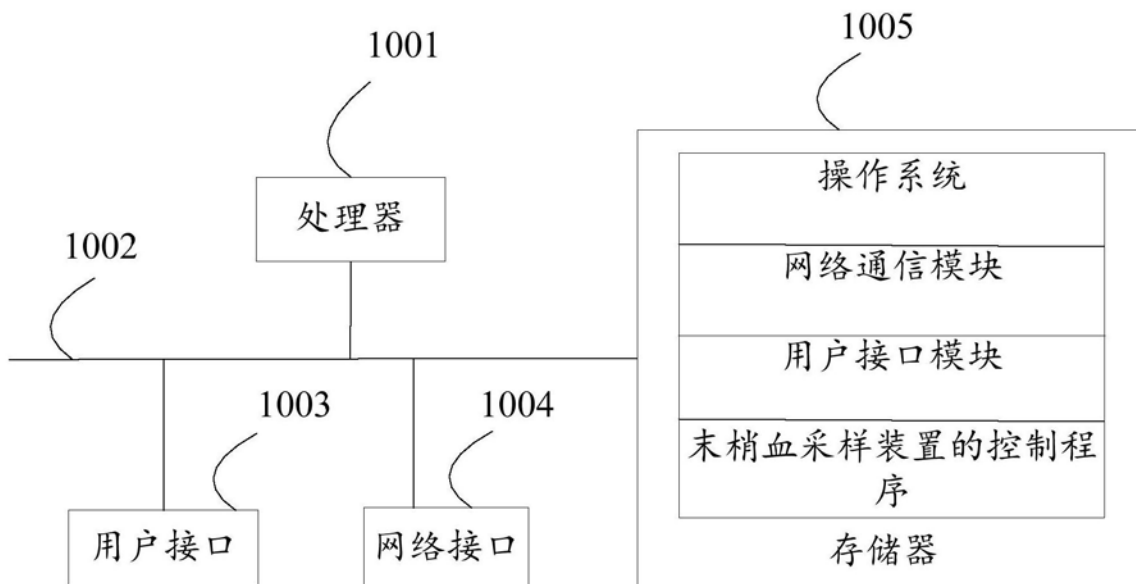 1001
1005
处理器
操作系统
1002
网络通信模块
用户接口模块
1003
1004
末梢血采样装置的控制程
序
用户接口
网络接口
存储器